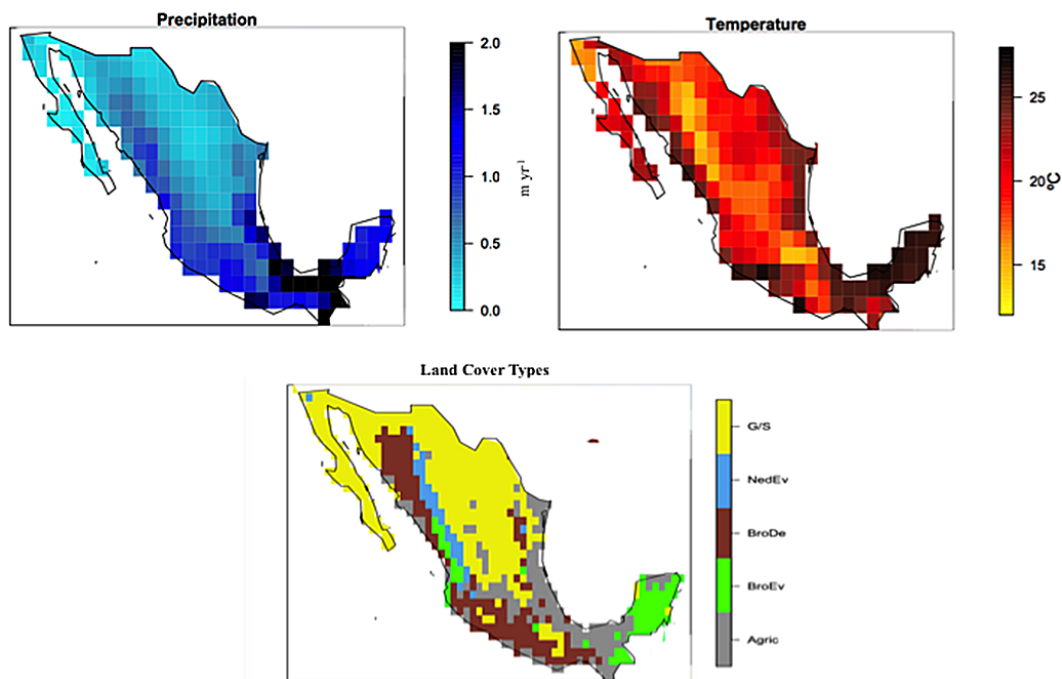 Precipitation
2.0
1.5
1.0
0.5
0.0
m yr-1
Temperature
25
20
15
°C
Land Cover Types
G/S
NedEv
BroDe
BroEv
Agric